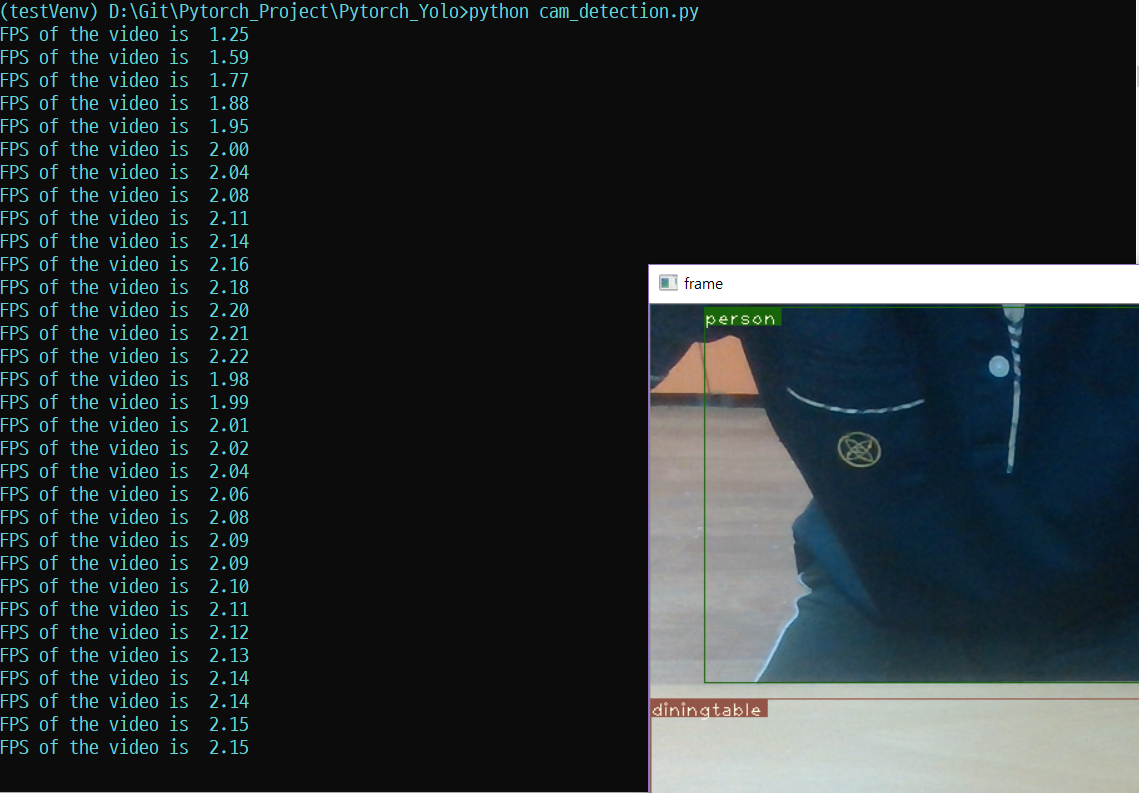 (testVenv) D:\Git\Pytorch_Project\Pytorch_Yolo>python cam_detection.py
FPS of the video is  1.25
FPS of the video is  1.59
FPS of the video is  1.77
FPS of the video is  1.88
FPS of the video is  1.95
FPS of the video is  2.00
FPS of the video is  2.04
FPS of the video is  2.08
FPS of the video is  2.11
FPS of the video is  2.14
FPS of the video is  2.16
FPS of the video is  2.18
FPS of the video is  2.20
FPS of the video is  2.21
FPS of the video is  2.22
FPS of the video is  1.98
FPS of the video is  1.99
FPS of the video is  2.01
FPS of the video is  2.02
FPS of the video is  2.04
FPS of the video is  2.06
FPS of the video is  2.08
FPS of the video is  2.09
FPS of the video is  2.09
FPS of the video is  2.10
FPS of the video is  2.11
FPS of the video is  2.12
FPS of the video is  2.13
FPS of the video is  2.14
FPS of the video is  2.14
FPS of the video is  2.15
FPS of the video is  2.15
frame
person
diningtable